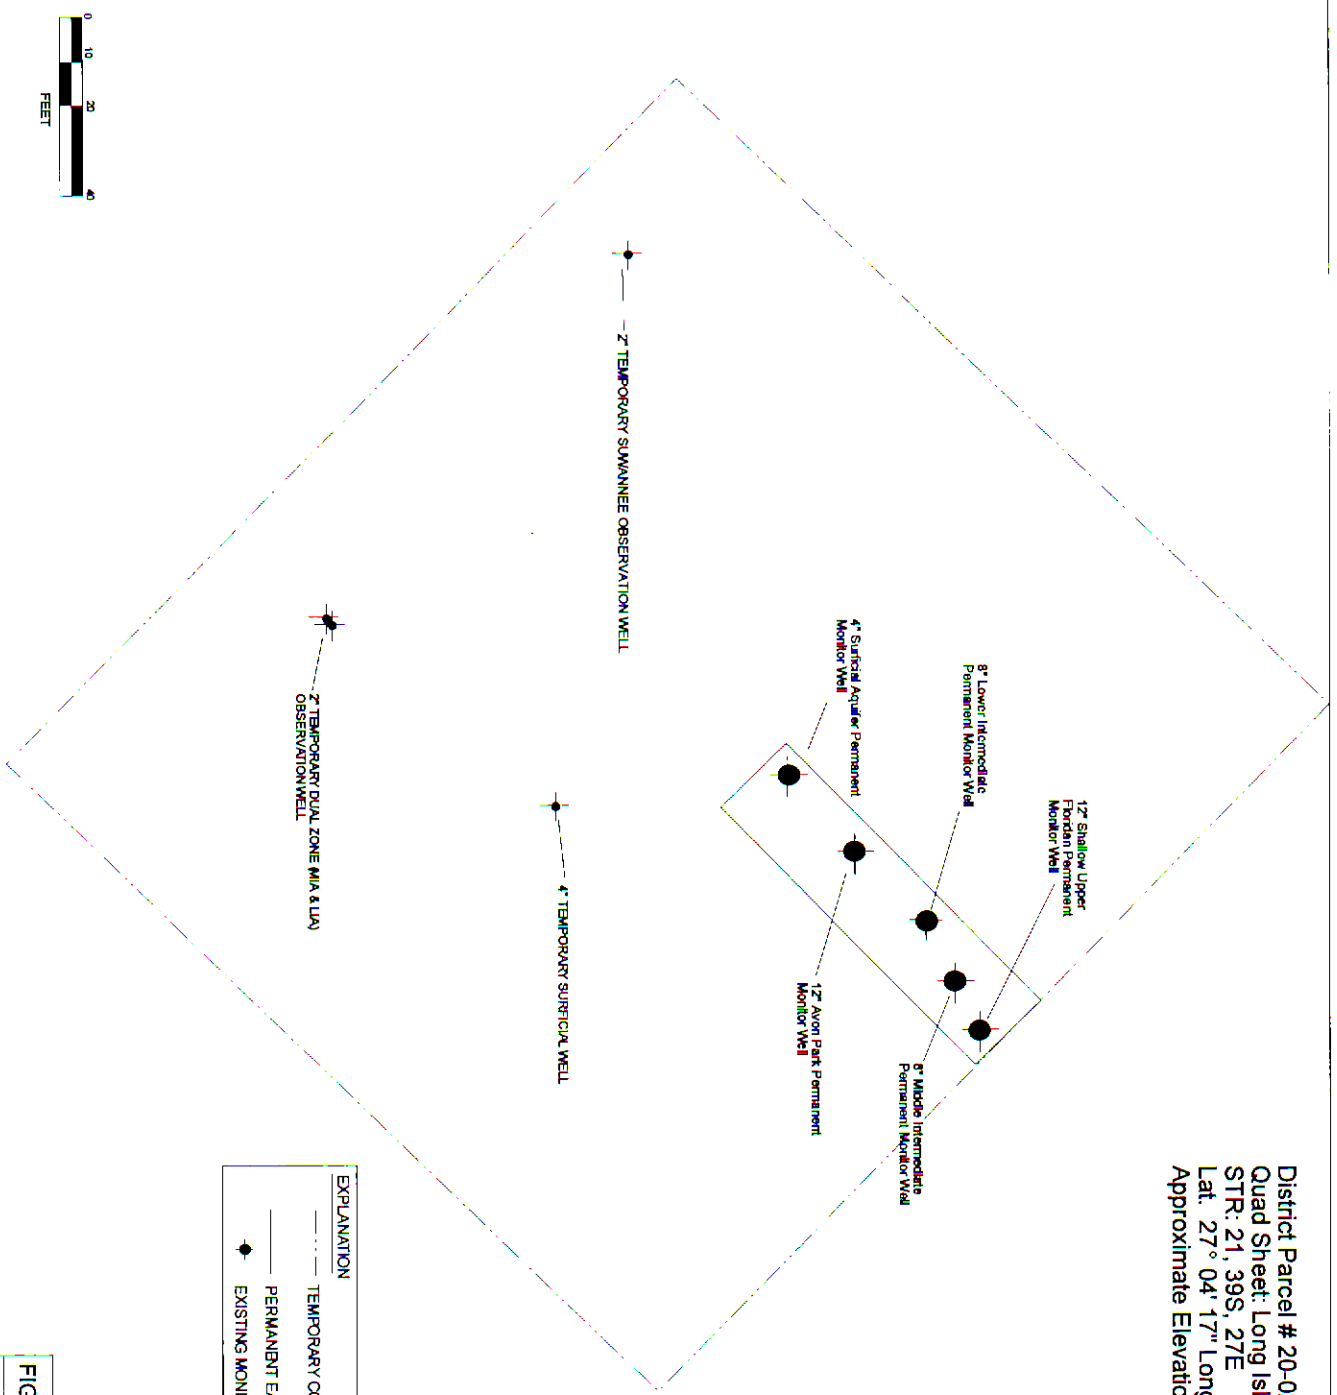 District Parcel # 20-0
Quad Sheet: Long Isl
STR: 21, 39S, 27E
Lat. 27° 04' 17" Long
Approximate Elevatio
12" Shallow Upper
Floridan Permanent
Monitor Well
8" Lower Intermediate
Permanent Monitor Well
4" Surficial Aquifer Permanent
Monitor Well
8" Middle Intermediate
Permanent Monitor Well
12" Avon Park Permanent
Monitor Well
2" TEMPORARY SUWANNEE OBSERVATION WELL
4" TEMPORARY SURFICIAL WELL
2" TEMPORARY DUAL ZONE (MIA & LIA)
OBSERVATION WELL
EXPLANATION
TEMPORARY CO
PERMANENT EA
EXISTING MONI
0 10 20 40
FEET
FIG